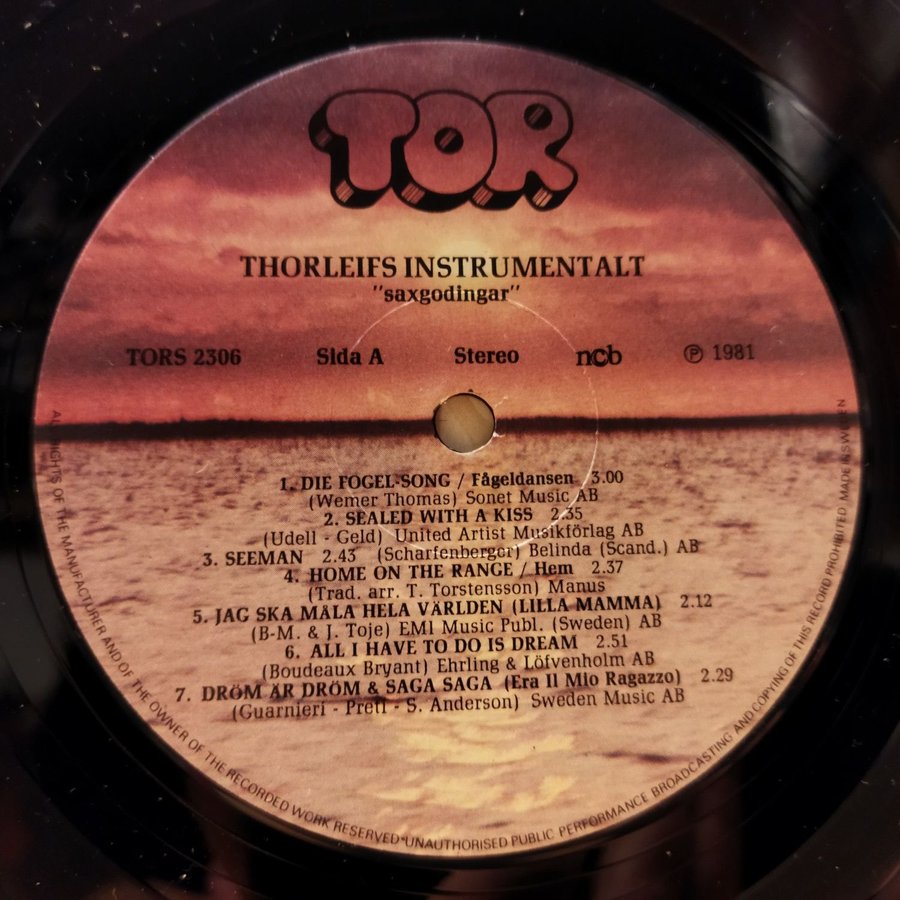 TOR
THORLEIFS INSTRUMENTALT
"saxgodingar"
TORS 2306 Sida A Stereo ncb Ⓟ 1981
1. DIE FOGEL-SONG / Fågeldansen 3.00
(Werner Thomas) Sonet Music AB
2. SEALED WITH A KISS 2.35
(Udell - Geld) United Artist Musikförlag AB
3. SEEMAN 2.43 (Scharfenberger) Belinda (Scand.) AB
4. HOME ON THE RANGE / Hem 2.37
(Trad. arr. T. Torstensson) Manus
5. JAG SKA MÅLA HELA VÄRLDEN (LILLA MAMMA) 2.12
(B-M. & J. Toje) EMI Music Publ. (Sweden) AB
6. ALL I HAVE TO DO IS DREAM 2.51
(Boudeaux Bryant) Ehrling & Löfvenholm AB
7. DRÖM ÄR DRÖM & SAGA SAGA (Era Il Mio Ragazzo) 2.29
(Guarnieri - Preti - S. Anderson) Sweden Music AB
ALL RIGHTS OF THE MANUFACTURER AND OF THE OWNER OF THE RECORDED WORK RESERVED • UNAUTHORISED PUBLIC PERFORMANCE BROADCASTING AND COPYING OF THIS RECORD PROHIBITED MADE IN SWEDEN